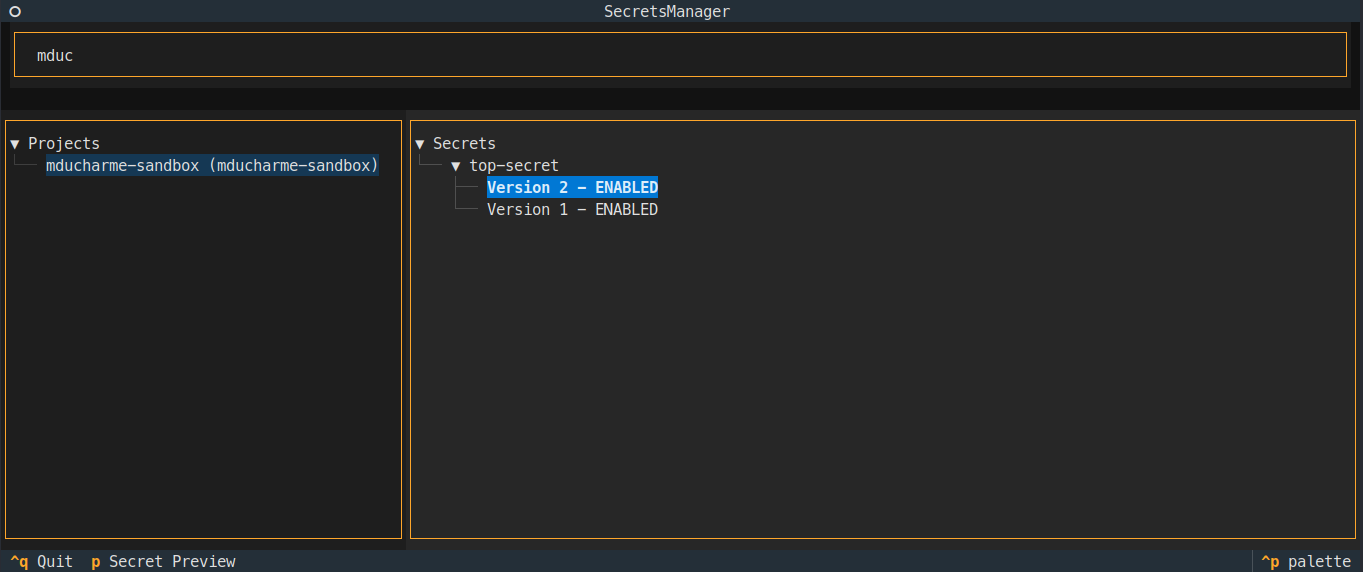 SecretsManager
mduc
▼ Projects
mducharme-sandbox (mducharme-sandbox)
▼ Secrets
▼ top-secret
Version 2 - ENABLED
Version 1 - ENABLED
^q Quit p Secret Preview ^p palette